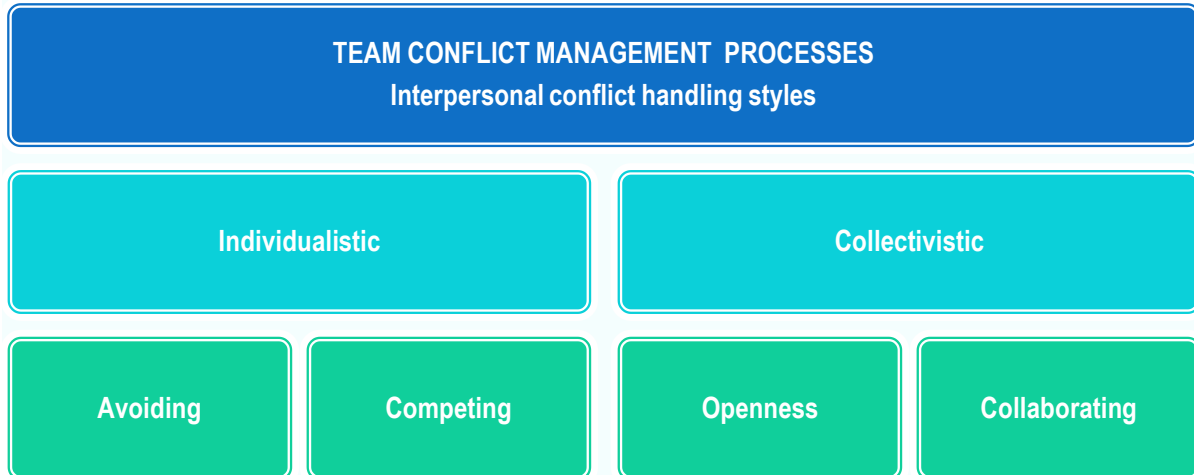 TEAM CONFLICT MANAGEMENT PROCESSES
Interpersonal conflict handling styles
Individualistic
Collectivistic
Avoiding
Competing
Openness
Collaborating